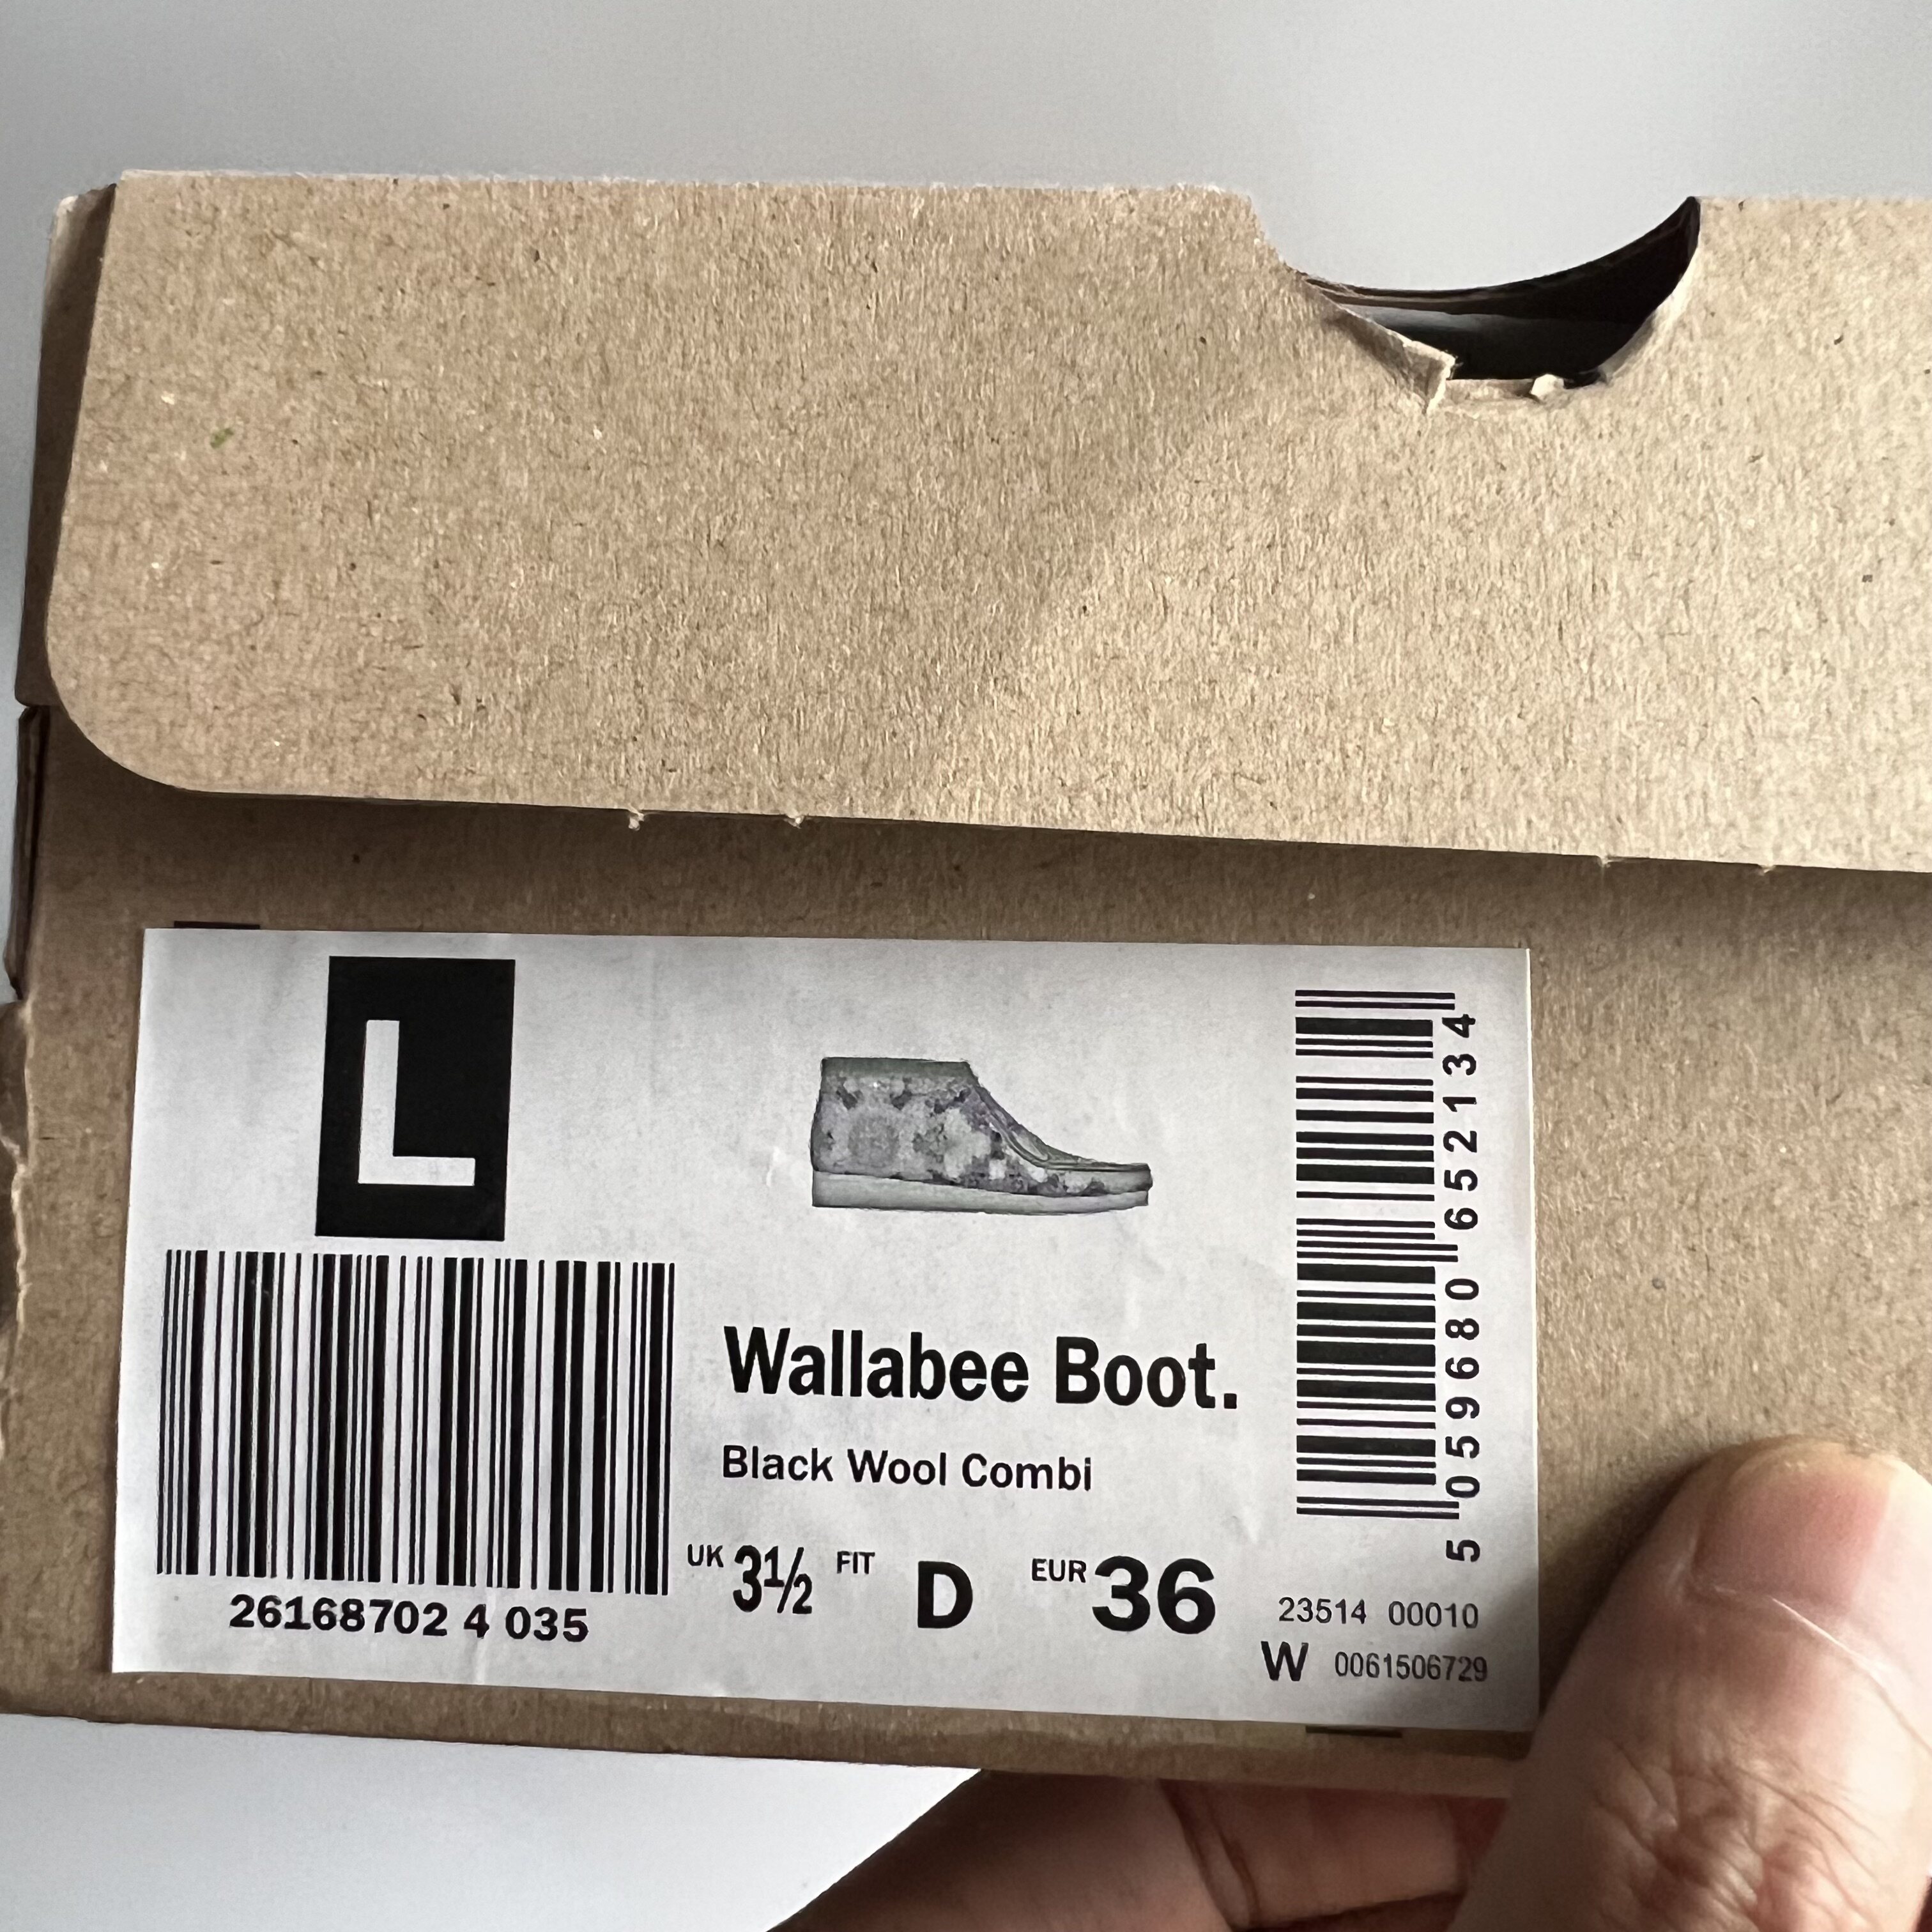 L
Wallabee Boot.
Black Wool Combi
UK 3½ FIT D EUR 36
26168702 4 035
5 059680 652134
23514 00010
W 0061506729